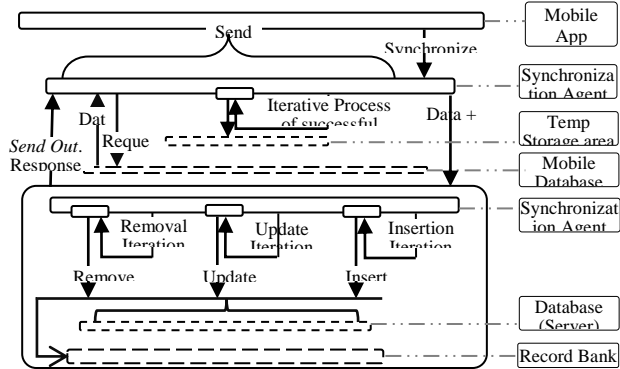 Mobile
App
Send
Synchronize
Synchroniza
tion Agent
Iterative Process
of successful
Data +
Dat
Reque
Temp
Storage area
Send Out.
Response
Mobile
Database
Synchronizat
ion Agent
Removal
Iteration
Update
Iteration
Insertion
Iteration
Remove
Update
Insert
Database
(Server)
Record Bank